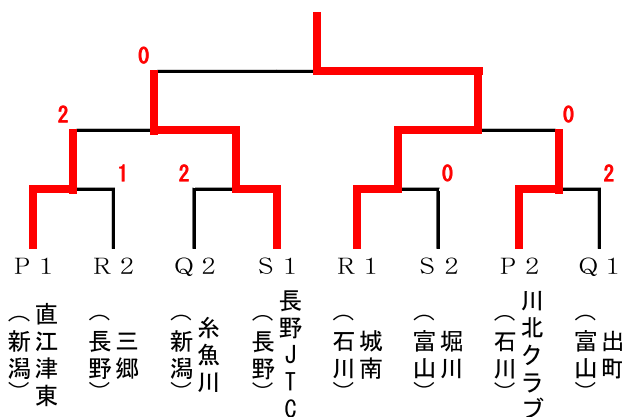 0
2
0
1
2
0
2
P1
R2
Q2
S1
R1
S2
P2
Q1
直江津東
（新潟）
三郷
（長野）
糸魚川
（新潟）
長野JTC
（長野）
城南
（石川）
堀川
（富山）
川北クラブ
（石川）
出町
（富山）